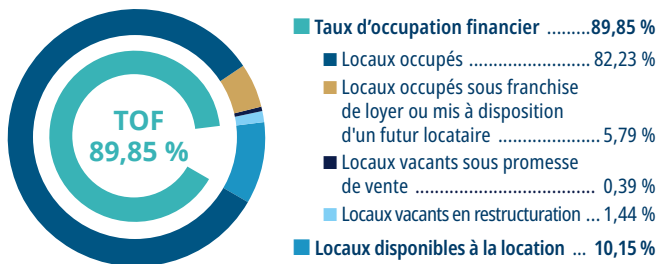 TOF
89,85 %
Taux d’occupation financier .........89,85 %
Locaux occupés ...................... 82,23 %
Locaux occupés sous franchise
de loyer ou mis à disposition
d'un futur locataire ................... 5,79 %
Locaux vacants sous promesse
de vente ................................. 0,39 %
Locaux vacants en restructuration ... 1,44 %
Locaux disponibles à la location ... 10,15 %